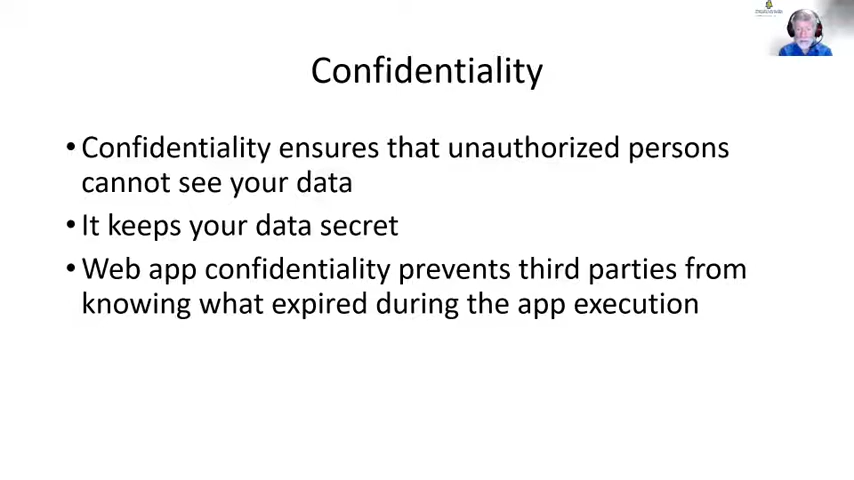 Confidentiality
• Confidentiality ensures that unauthorized persons
cannot see your data
• It keeps your data secret
• Web app confidentiality prevents third parties from
knowing what expired during the app execution